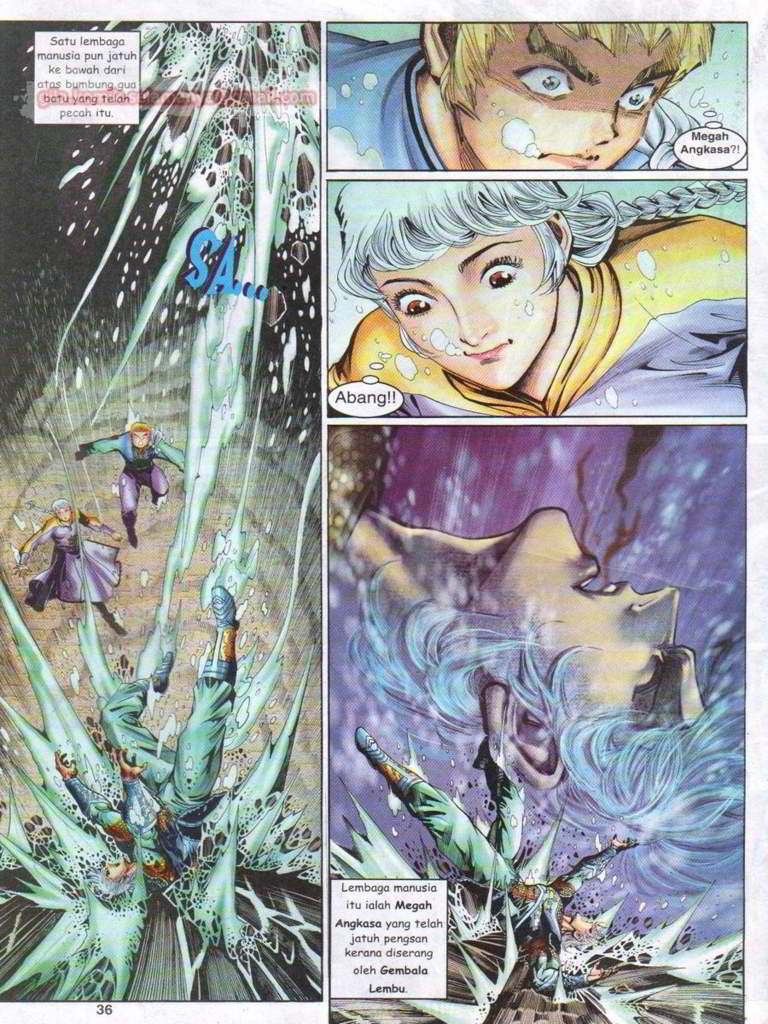 Satu lembaga
manusia pun jatuh
ke bawah dari
atas bumbung gua
batu yang telah
pecah itu.
SA...
Megah
Angkasa?!
Abang!!
Lembaga manusia
itu ialah Megah
Angkasa yang telah
jatuh pengsan
kerana diserang
oleh Gembala
Lembu.
36